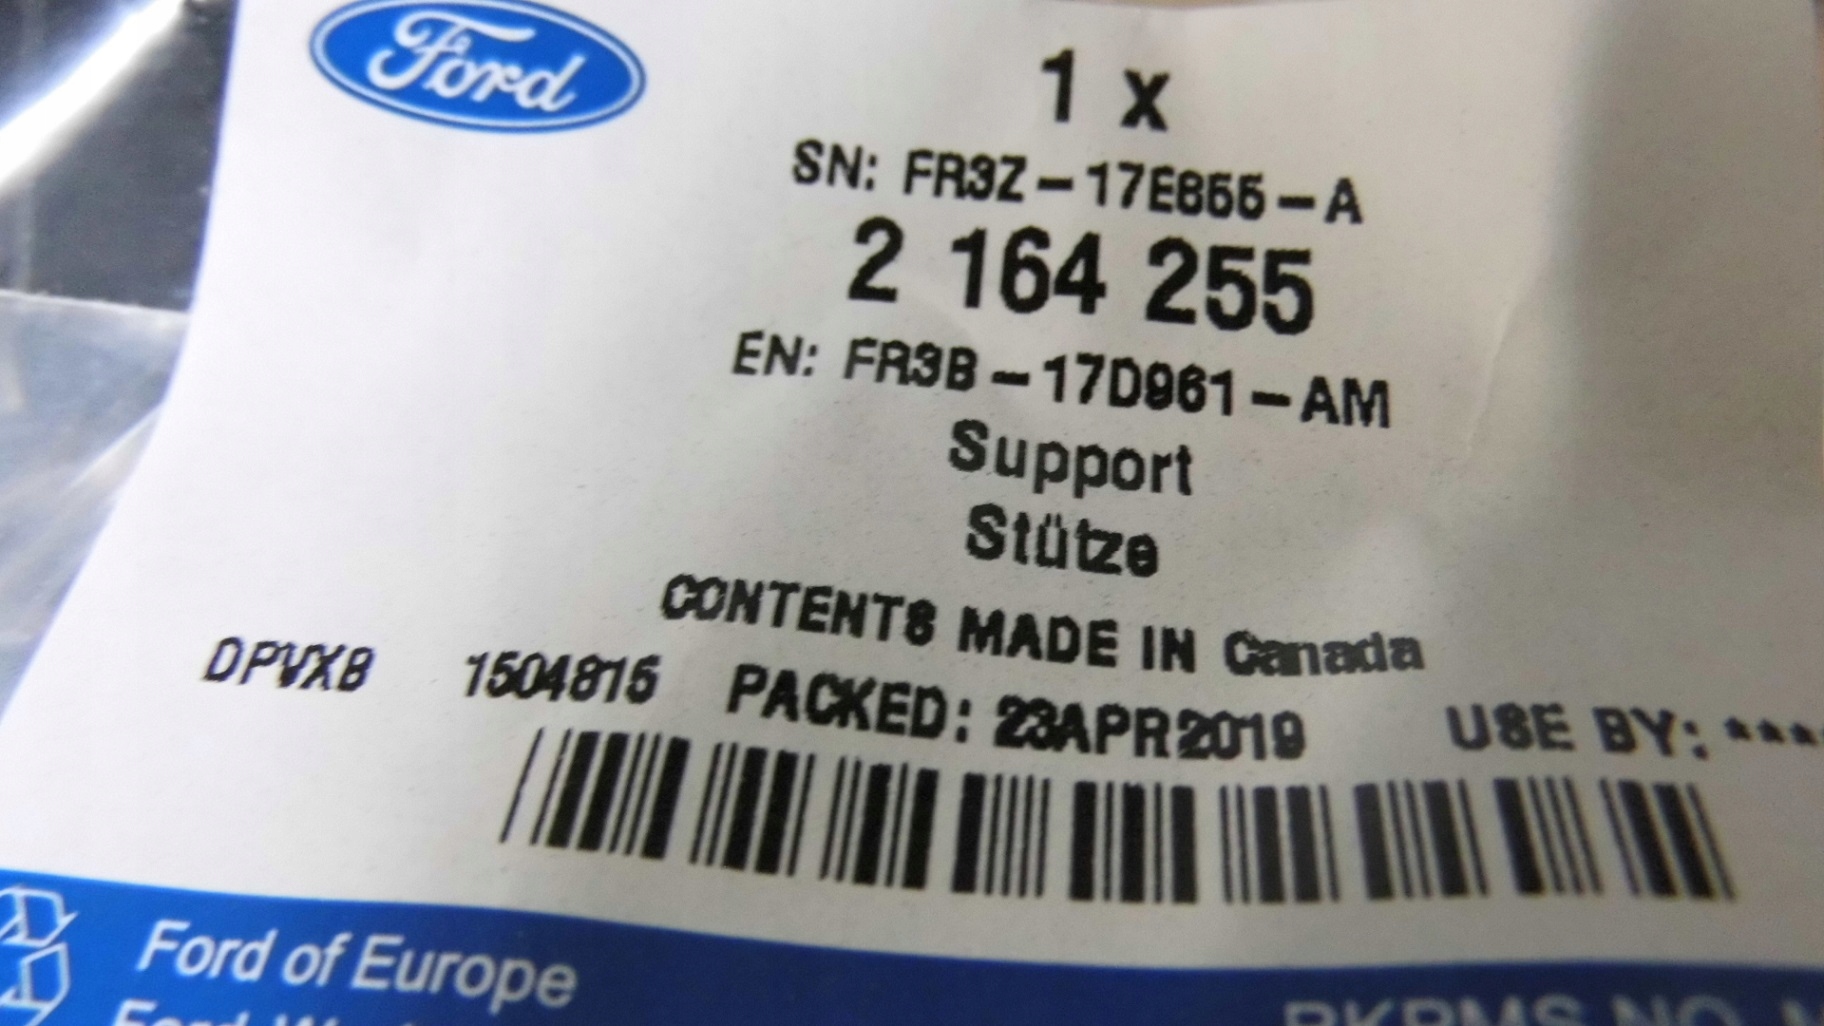 Ford
1 x
SN: FR3Z-17E855-A
2 164 255
EN: FR3B-17D961-AM
Support
Stütze
CONTENTS MADE IN Canada
DPVXB 1504815 PACKED: 23APR2019 USE BY: ****
Ford of Europe
Ford